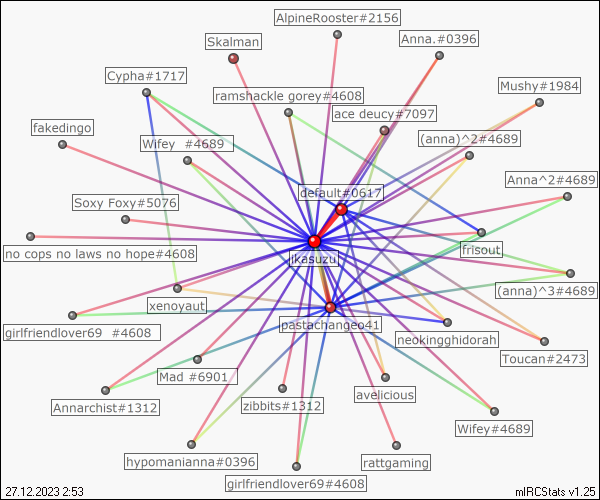 AlpineRooster#2156
Skalman
Anna.#0396
Cypha#1717
Mushy#1984
ramshackle gorey#4608
ace deucy#7097
fakedingo
Wifey  #4689
(anna)^2#4689
default#0617
Anna^2#4689
Soxy Foxy#5076
no cops no laws no hope#4608
ikasuzu
frisout
(anna)^3#4689
xenoyaut
pastachangeo41
girlfriendlover69  #4608
neokingghidorah
Toucan#2473
Mad #6901
avelicious
Annarchist#1312
zibbits#1312
Wifey#4689
hypomanianna#0396
rattgaming
girlfriendlover69#4608
27.12.2023 2:53
mIRCStats v1.25